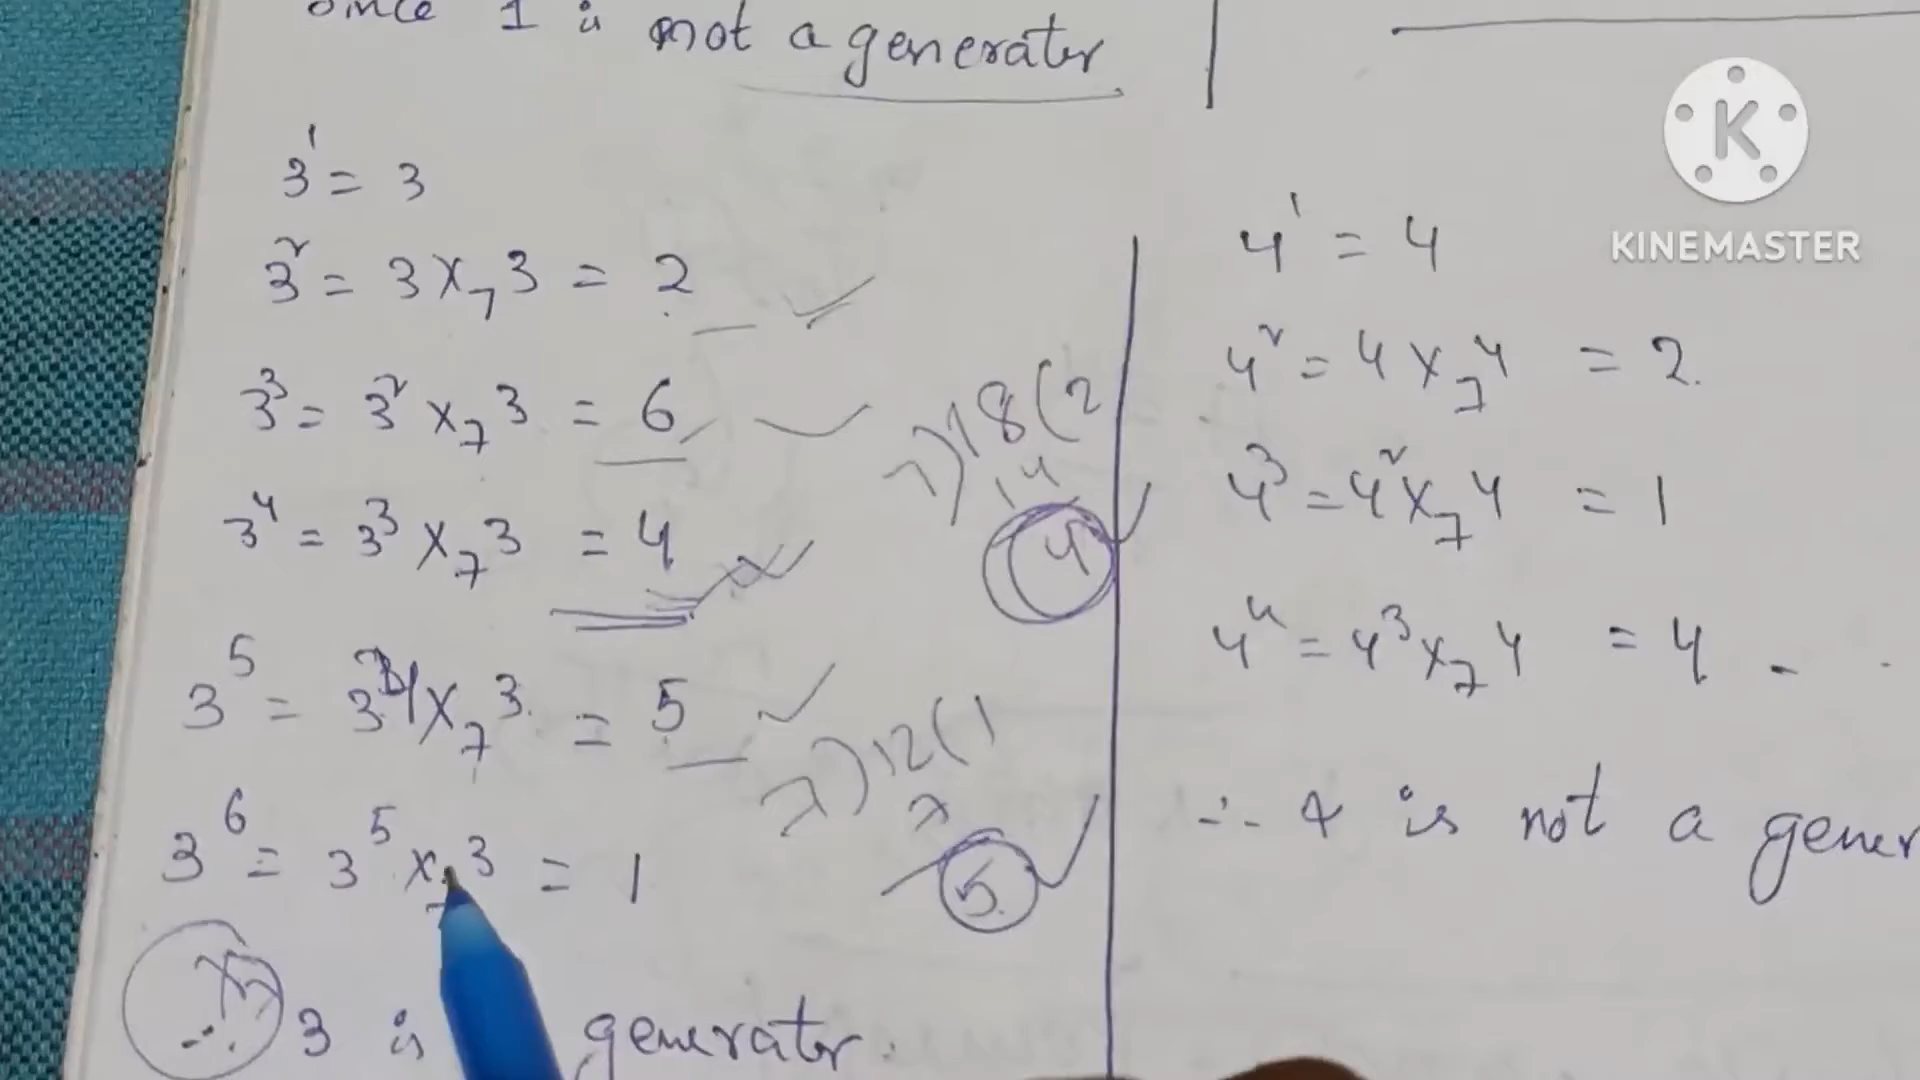 Since 1 is not a generater
3¹ = 3
3² = 3 ×₇ 3 = 2
3³ = 3² ×₇ 3 = 6
7)18(2
14
4
3⁴ = 3³ ×₇ 3 = 4
3⁵ = 3⁴ ×₇ 3 = 5
7)12(1
7
5
3⁶ = 3⁵ ×₇ 3 = 1
∴ 3 is generater.
KINEMASTER
4¹ = 4
4² = 4 ×₇ 4 = 2.
4³ = 4² ×₇ 4 = 1
4⁴ = 4³ ×₇ 4 = 4 -
∴ 4 is not a gener